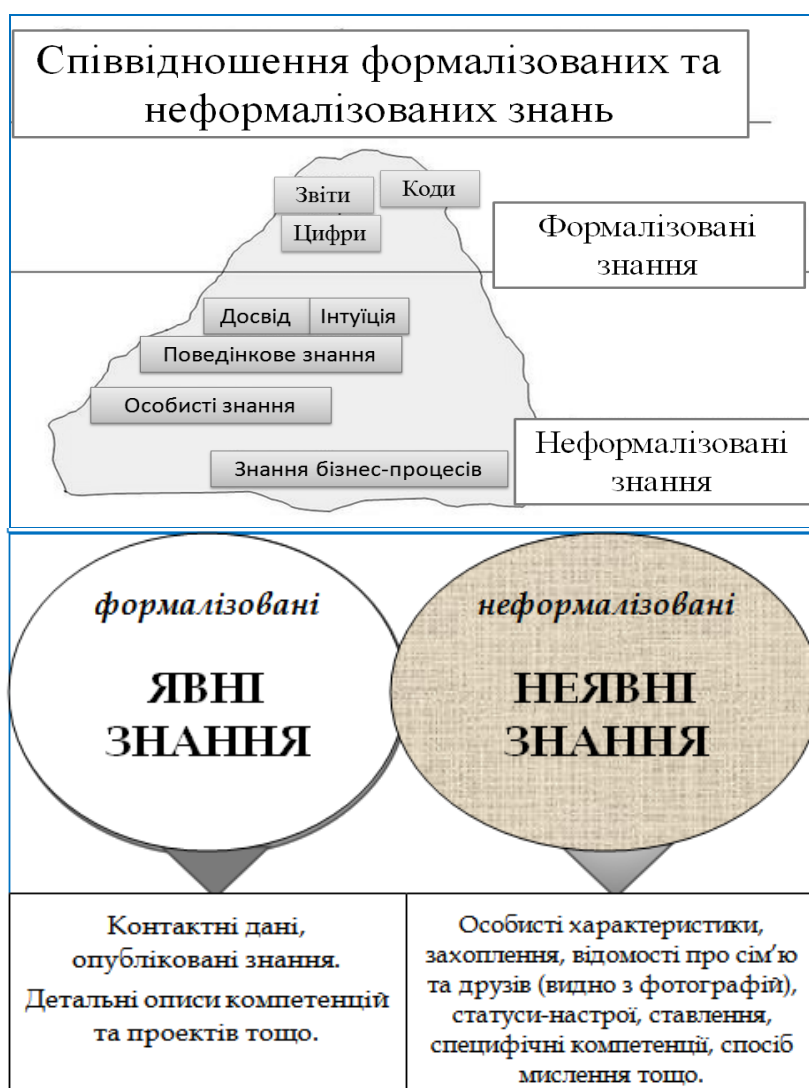 Співвідношення формалізованих та
неформалізованих знань
Звіти
Коди
Цифри
Формалізовані
знання
Досвід
Інтуїція
Поведінкове знання
Особисті знання
Неформалізовані
знання
Знання бізнес-процесів
формалізовані
ЯВНІ
ЗНАННЯ
неформалізовані
НЕЯВНІ
ЗНАННЯ
Контактні дані,
опубліковані знання.
Детальні описи компетенцій
та проектів тощо.
Особисті характеристики,
захоплення, відомості про сім’ю
та друзів (видно з фотографій),
статуси-настрої, ставлення,
специфічні компетенції, спосіб
мислення тощо.